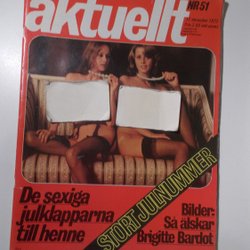 aktuellt
NR 51
De sexiga
julklapparna
till henne
STORT JULNUMMER
Bilder:
Så älskar
Brigitte Bardot